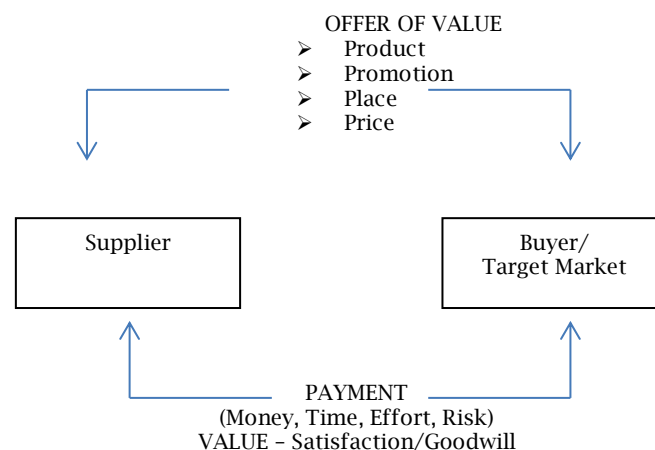 OFFER OF VALUE
➢ Product
➢ Promotion
➢ Place
➢ Price
Supplier
Buyer/
Target Market
PAYMENT
(Money, Time, Effort, Risk)
VALUE – Satisfaction/Goodwill